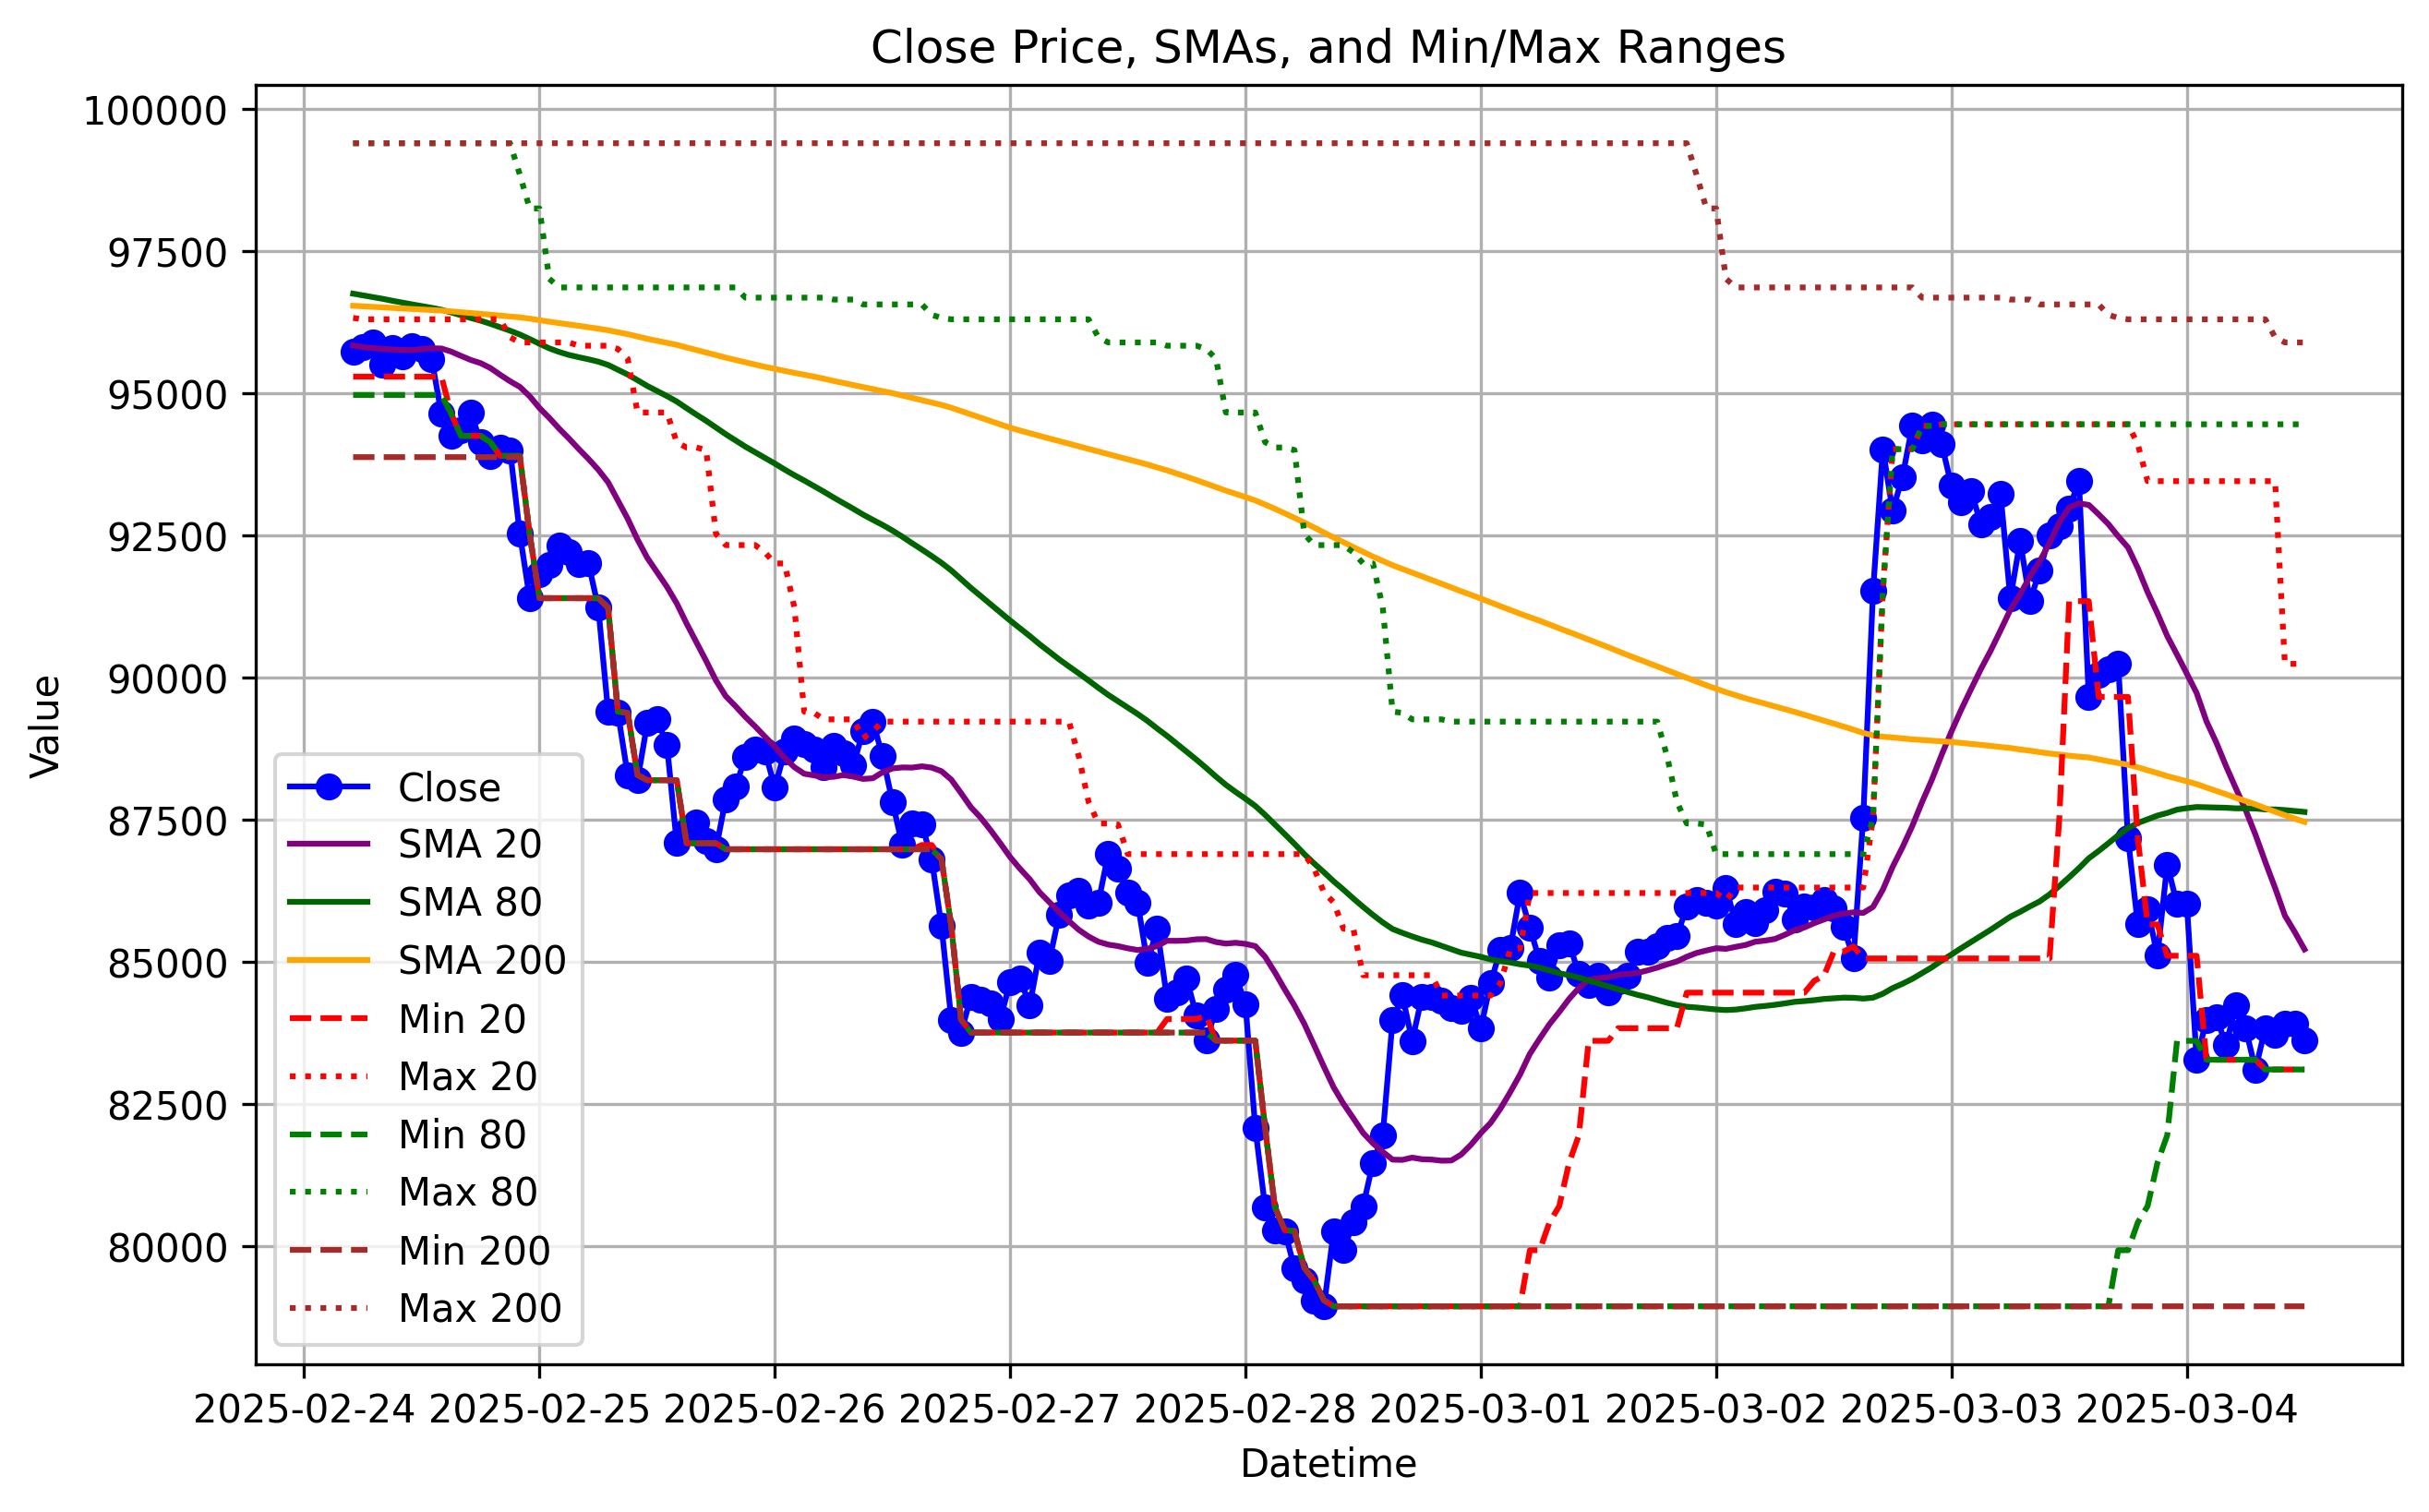 Close Price, SMAs, and Min/Max Ranges
100000
97500
95000
92500
90000
87500
85000
82500
80000
Value
Close
SMA 20
SMA 80
SMA 200
Min 20
Max 20
Min 80
Max 80
Min 200
Max 200
2025-02-24 2025-02-25 2025-02-26 2025-02-27 2025-02-28 2025-03-01 2025-03-02 2025-03-03 2025-03-04
Datetime